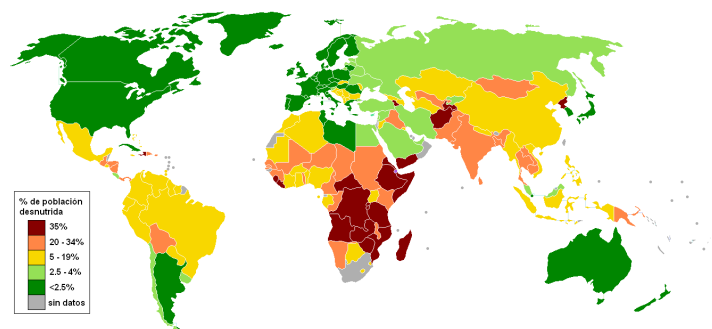 % de población
desnutrida
35%
20 - 34%
5 - 19%
2.5 - 4%
<2.5%
sin datos